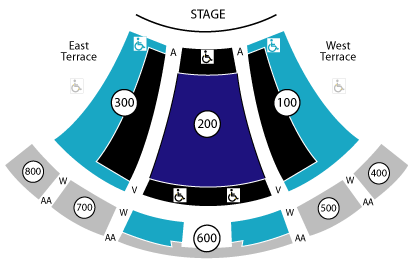 STAGE
East
Terrace
A
A
West
Terrace
300
200
100
800
W
V
V
W
400
AA
700
W
W
500
AA
AA
600
AA